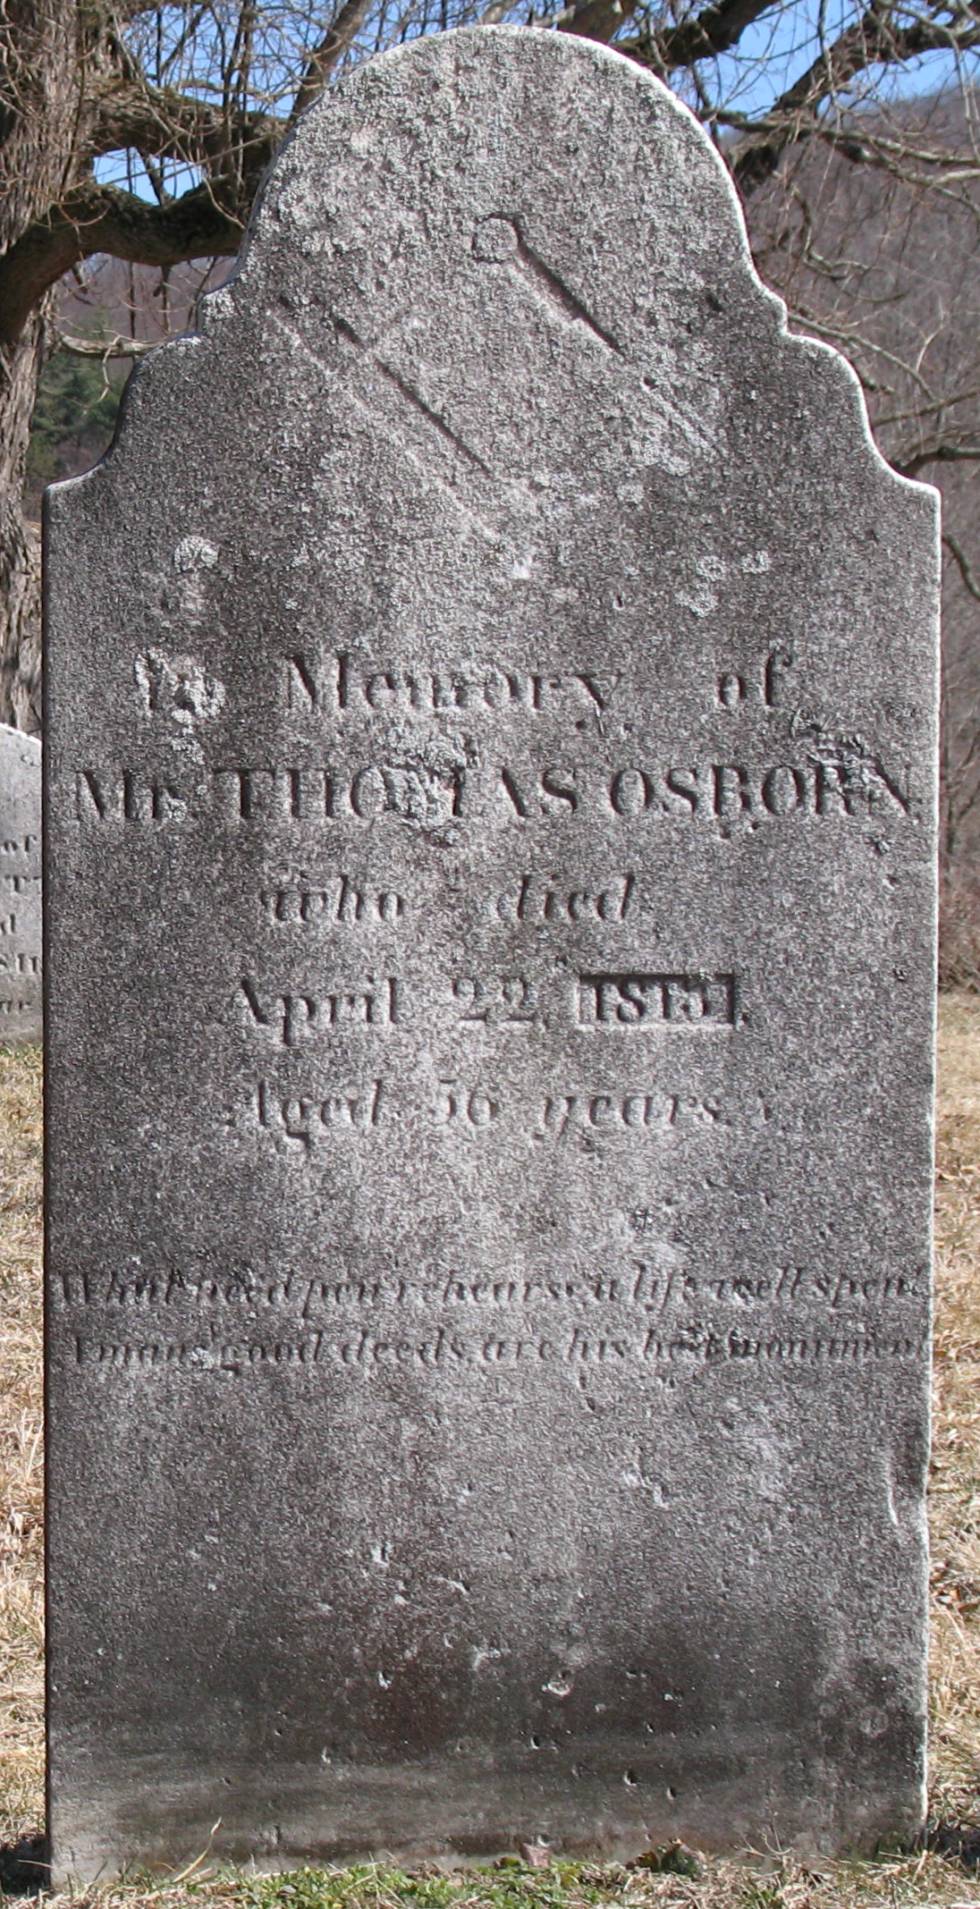 In Memory of
Mr. THOMAS OSBORN,
who died
April 22, 1813.
Aged 56 years.
What need pen rehearse a life well spent
A mans good deeds are his best monument
of
d